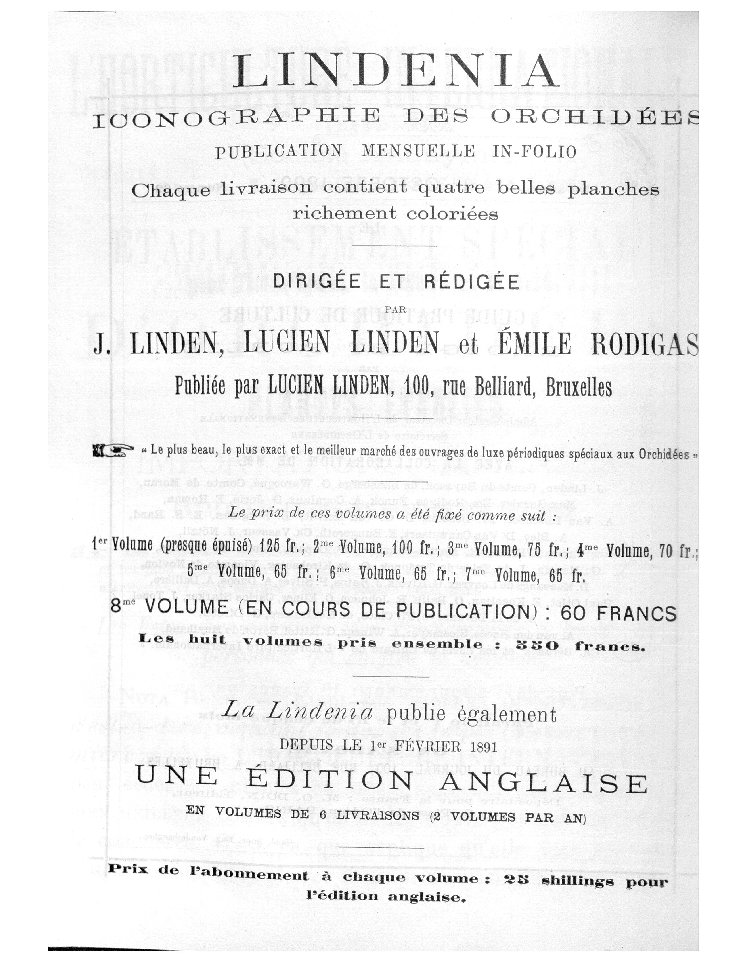 LINDENIA
ICONOGRAPHIE DES ORCHIDÉES
PUBLICATION MENSUELLE IN-FOLIO
Chaque livraison contient quatre belles planches
richement coloriées
DIRIGÉE ET RÉDIGÉE
PAR
J. LINDEN, LUCIEN LINDEN et ÉMILE RODIGAS
Publiée par LUCIEN LINDEN, 100, rue Belliard, Bruxelles
« Le plus beau, le plus exact et le meilleur marché des ouvrages de luxe périodiques spéciaux aux Orchidées »
Le prix de ces volumes a été fixé comme suit :
1er Volume (presque épuisé) 125 fr.; 2me Volume, 100 fr.; 3me Volume, 75 fr.; 4me Volume, 70 fr.;
5me Volume, 65 fr.; 6me Volume, 65 fr.; 7me Volume, 65 fr.
8me VOLUME (EN COURS DE PUBLICATION) : 60 FRANCS
Les huit volumes pris ensemble : 550 francs.
La Lindenia publie également
DEPUIS LE 1er FÉVRIER 1891
UNE ÉDITION ANGLAISE
EN VOLUMES DE 6 LIVRAISONS (2 VOLUMES PAR AN)
Prix de l'abonnement à chaque volume : 25 shillings pour
l'édition anglaise.